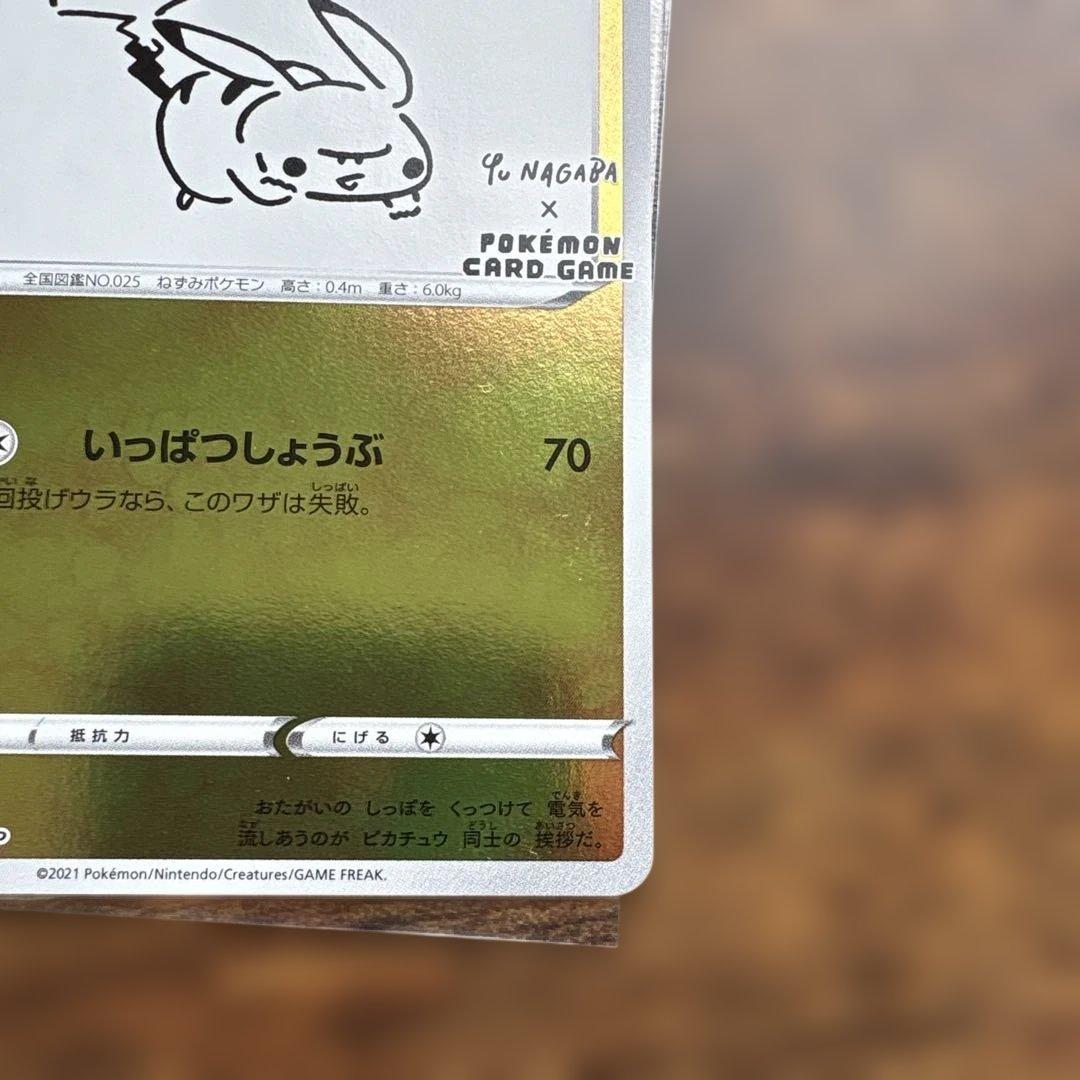 Yu NAGABA
×
POKÉMON
CARD GAME
全国図鑑NO.025 ねずみポケモン 高さ:0.4m 重さ:6.0kg
いっぱつしょうぶ 70
回投げウラなら、このワザは失敗。
抵抗力 にげる
おたがいの しっぽを くっつけて 電気を
流しあうのが ピカチュウ 同士の 挨拶だ。
©2021 Pokémon/Nintendo/Creatures/GAME FREAK.